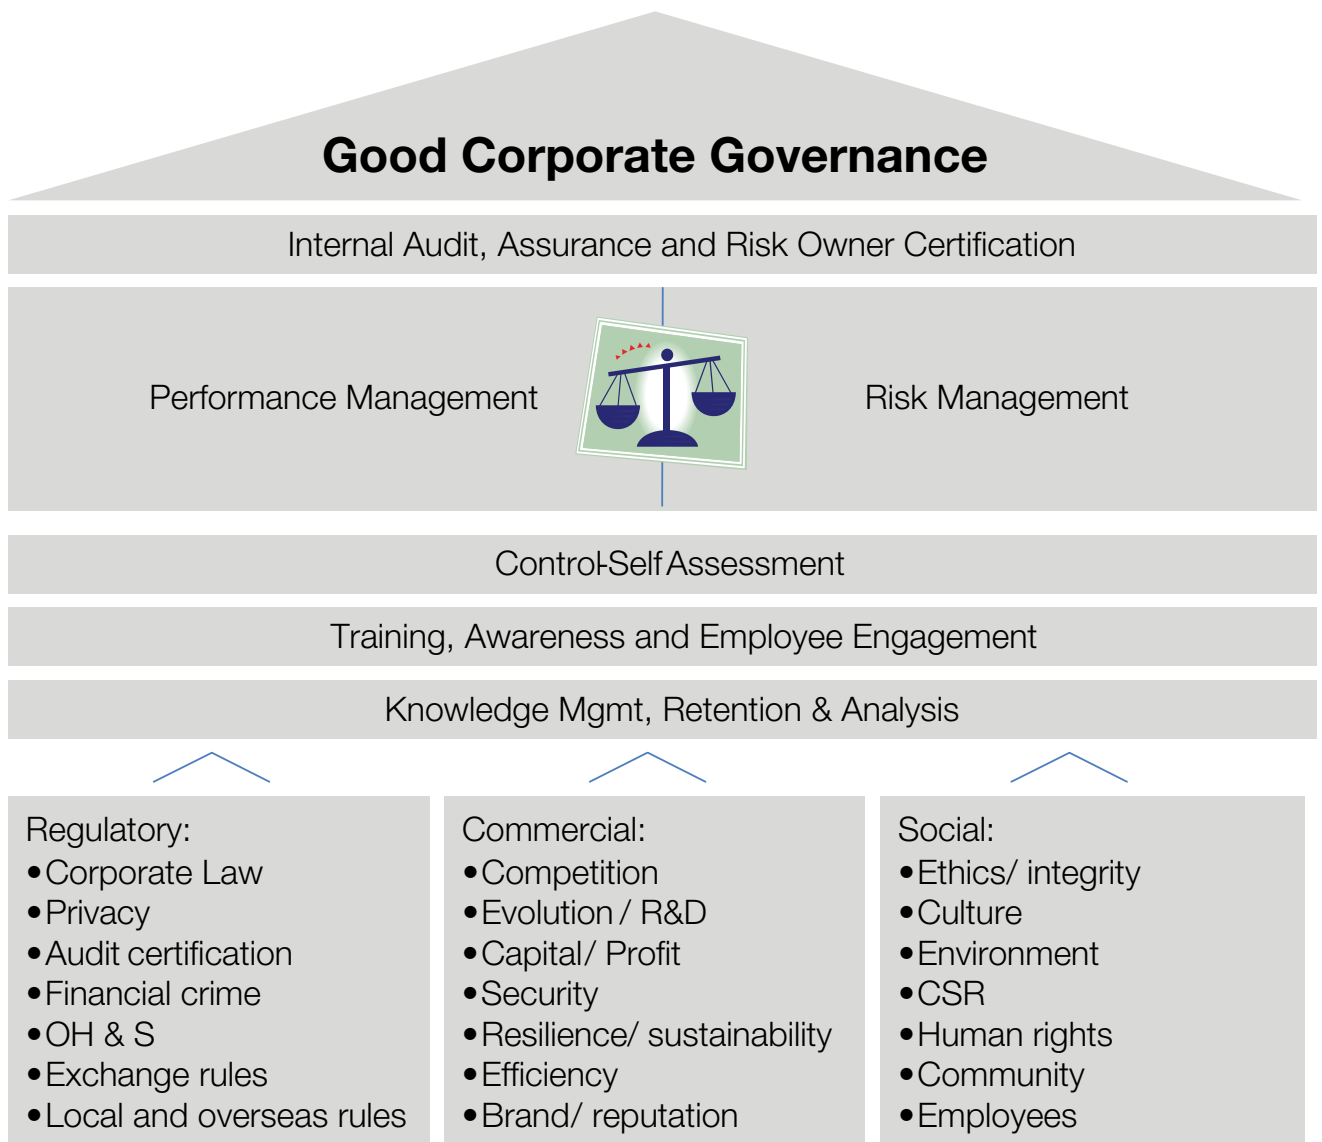 Good Corporate Governance
Internal Audit, Assurance and Risk Owner Certification
Performance Management
Risk Management
Control-Self Assessment
Training, Awareness and Employee Engagement
Knowledge Mgmt, Retention & Analysis
Regulatory:
•Corporate Law
•Privacy
•Audit certification
•Financial crime
•OH & S
•Exchange rules
•Local and overseas rules
Commercial:
•Competition
•Evolution / R&D
•Capital/ Profit
•Security
•Resilience/ sustainability
•Efficiency
•Brand/ reputation
Social:
•Ethics/ integrity
•Culture
•Environment
•CSR
•Human rights
•Community
•Employees